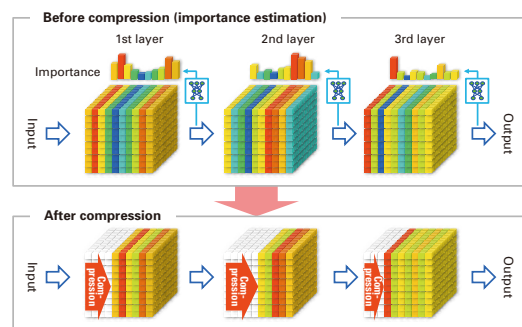 Before compression (importance estimation)
1st layer
2nd layer
3rd layer
Importance
Input
Output
After compression
Input
Com-
pression
Com-
pression
Com-
pression
Output